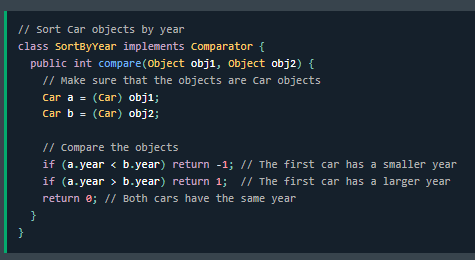 // Sort Car objects by year
class SortByYear implements Comparator {
  public int compare(Object obj1, Object obj2) {
    // Make sure that the objects are Car objects
    Car a = (Car) obj1;
    Car b = (Car) obj2;

    // Compare the objects
    if (a.year < b.year) return -1; // The first car has a smaller year
    if (a.year > b.year) return 1;  // The first car has a larger year
    return 0; // Both cars have the same year
  }
}